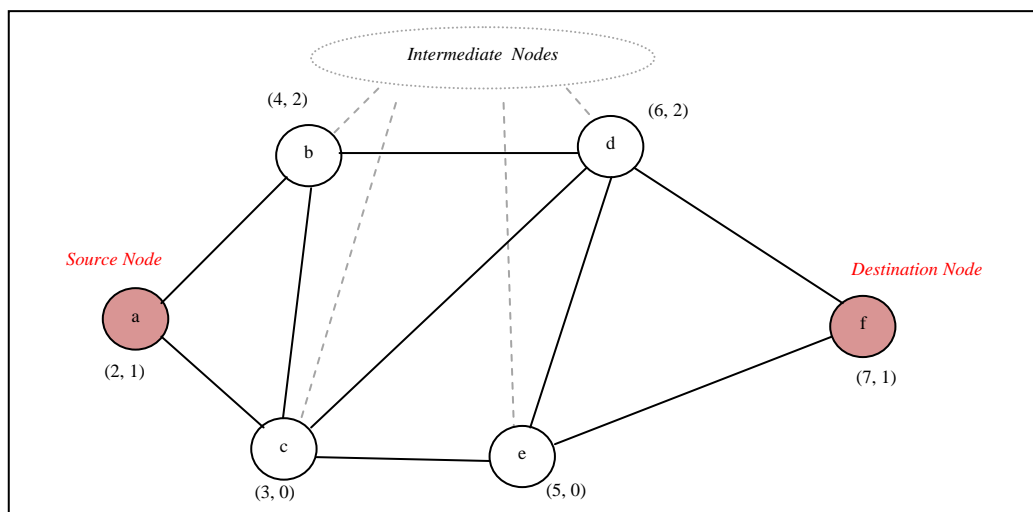 Intermediate Nodes
(4, 2)
(6, 2)
b
d
Source Node
Destination Node
a
f
(2, 1)
(7, 1)
c
e
(3, 0)
(5, 0)